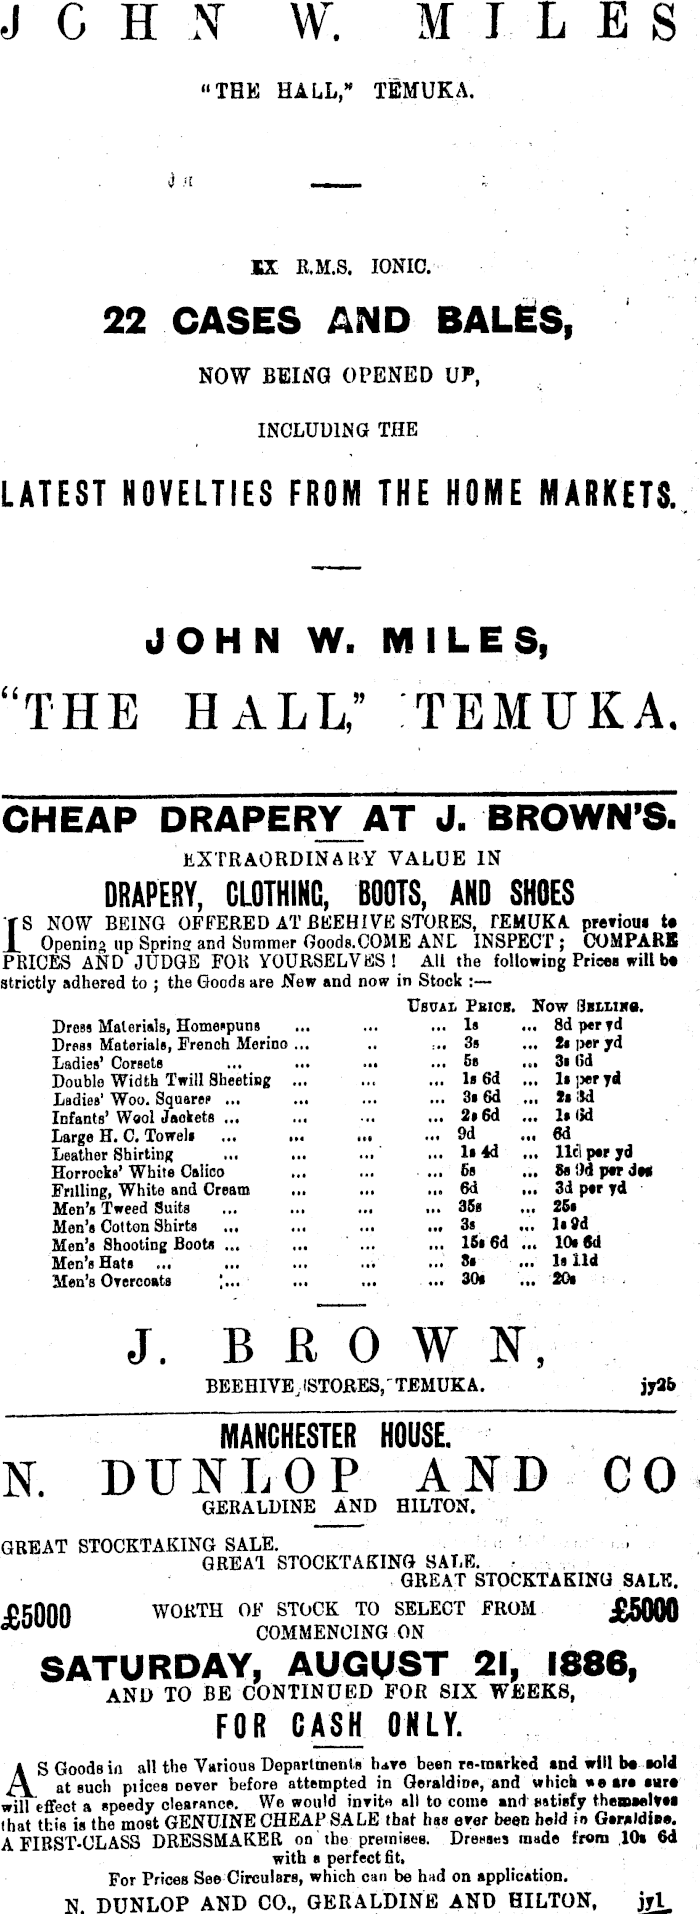 JOHN W. MILES
"THE HALL," TEMUKA.
EX R.M.S. IONIC.
22 CASES AND BALES,
NOW BEING OPENED UP,
INCLUDING THE
LATEST NOVELTIES FROM THE HOME MARKETS.
JOHN W. MILES,
"THE HALL," TEMUKA.
CHEAP DRAPERY AT J. BROWN'S.
EXTRAORDINARY VALUE IN
DRAPERY, CLOTHING, BOOTS, AND SHOES
IS NOW BEING OFFERED AT BEEHIVE STORES, TEMUKA previous to
Opening up Spring and Summer Goods. COME AND INSPECT; COMPARE
PRICES AND JUDGE FOR YOURSELVES! All the following Prices will be
strictly adhered to; the Goods are New and now in Stock:—
USUAL PRICE. NOW SELLING.
Dress Materials, Homespuns ... ... ... 1s ... 8d per yd
Dress Materials, French Merino ... .. ... 3s ... 2s per yd
Ladies' Corsets ... ... ... ... 5s ... 3s 6d
Double Width Twill Sheeting ... ... ... 1s 6d ... 1s per yd
Ladies' Woo. Squares ... ... ... ... 3s 6d ... 2s 3d
Infants' Wool Jackets ... ... ... ... 2s 6d ... 1s 6d
Large H. C. Towels ... ... ... ... 9d ... 6d
Leather Shirting ... ... ... ... 1s 4d ... 11d per yd
Horrocks' White Calico ... ... ... 5s ... 3s 9d per doz
Frilling, White and Cream ... ... ... 6d ... 3d per yd
Men's Tweed Suits ... ... ... ... 35s ... 25s
Men's Cotton Shirts ... ... ... ... 3s ... 1s 9d
Men's Shooting Boots ... ... ... ... 15s 6d ... 10s 6d
Men's Hats ... ... ... ... ... 3s ... 1s 11d
Men's Overcoats ... ... ... ... 30s ... 20s
J. BROWN,
BEEHIVE STORES, TEMUKA. jy25
MANCHESTER HOUSE.
N. DUNLOP AND CO
GERALDINE AND HILTON.
GREAT STOCKTAKING SALE.
GREAT STOCKTAKING SALE.
GREAT STOCKTAKING SALE.
£5000 WORTH OF STOCK TO SELECT FROM £5000
COMMENCING ON
SATURDAY, AUGUST 21, 1886,
AND TO BE CONTINUED FOR SIX WEEKS,
FOR CASH ONLY.
AS Goods in all the Various Departments have been re-marked and will be sold
at such prices never before attempted in Geraldine, and which we are sure
will effect a speedy clearance. We would invite all to come and satisfy themselves
that this is the most GENUINE CHEAP SALE that has ever been held in Geraldine.
A FIRST-CLASS DRESSMAKER on the premises. Dresses made from 10s 6d
with a perfect fit.
For Prices See Circulars, which can be had on application.
N. DUNLOP AND CO., GERALDINE AND HILTON, jy1